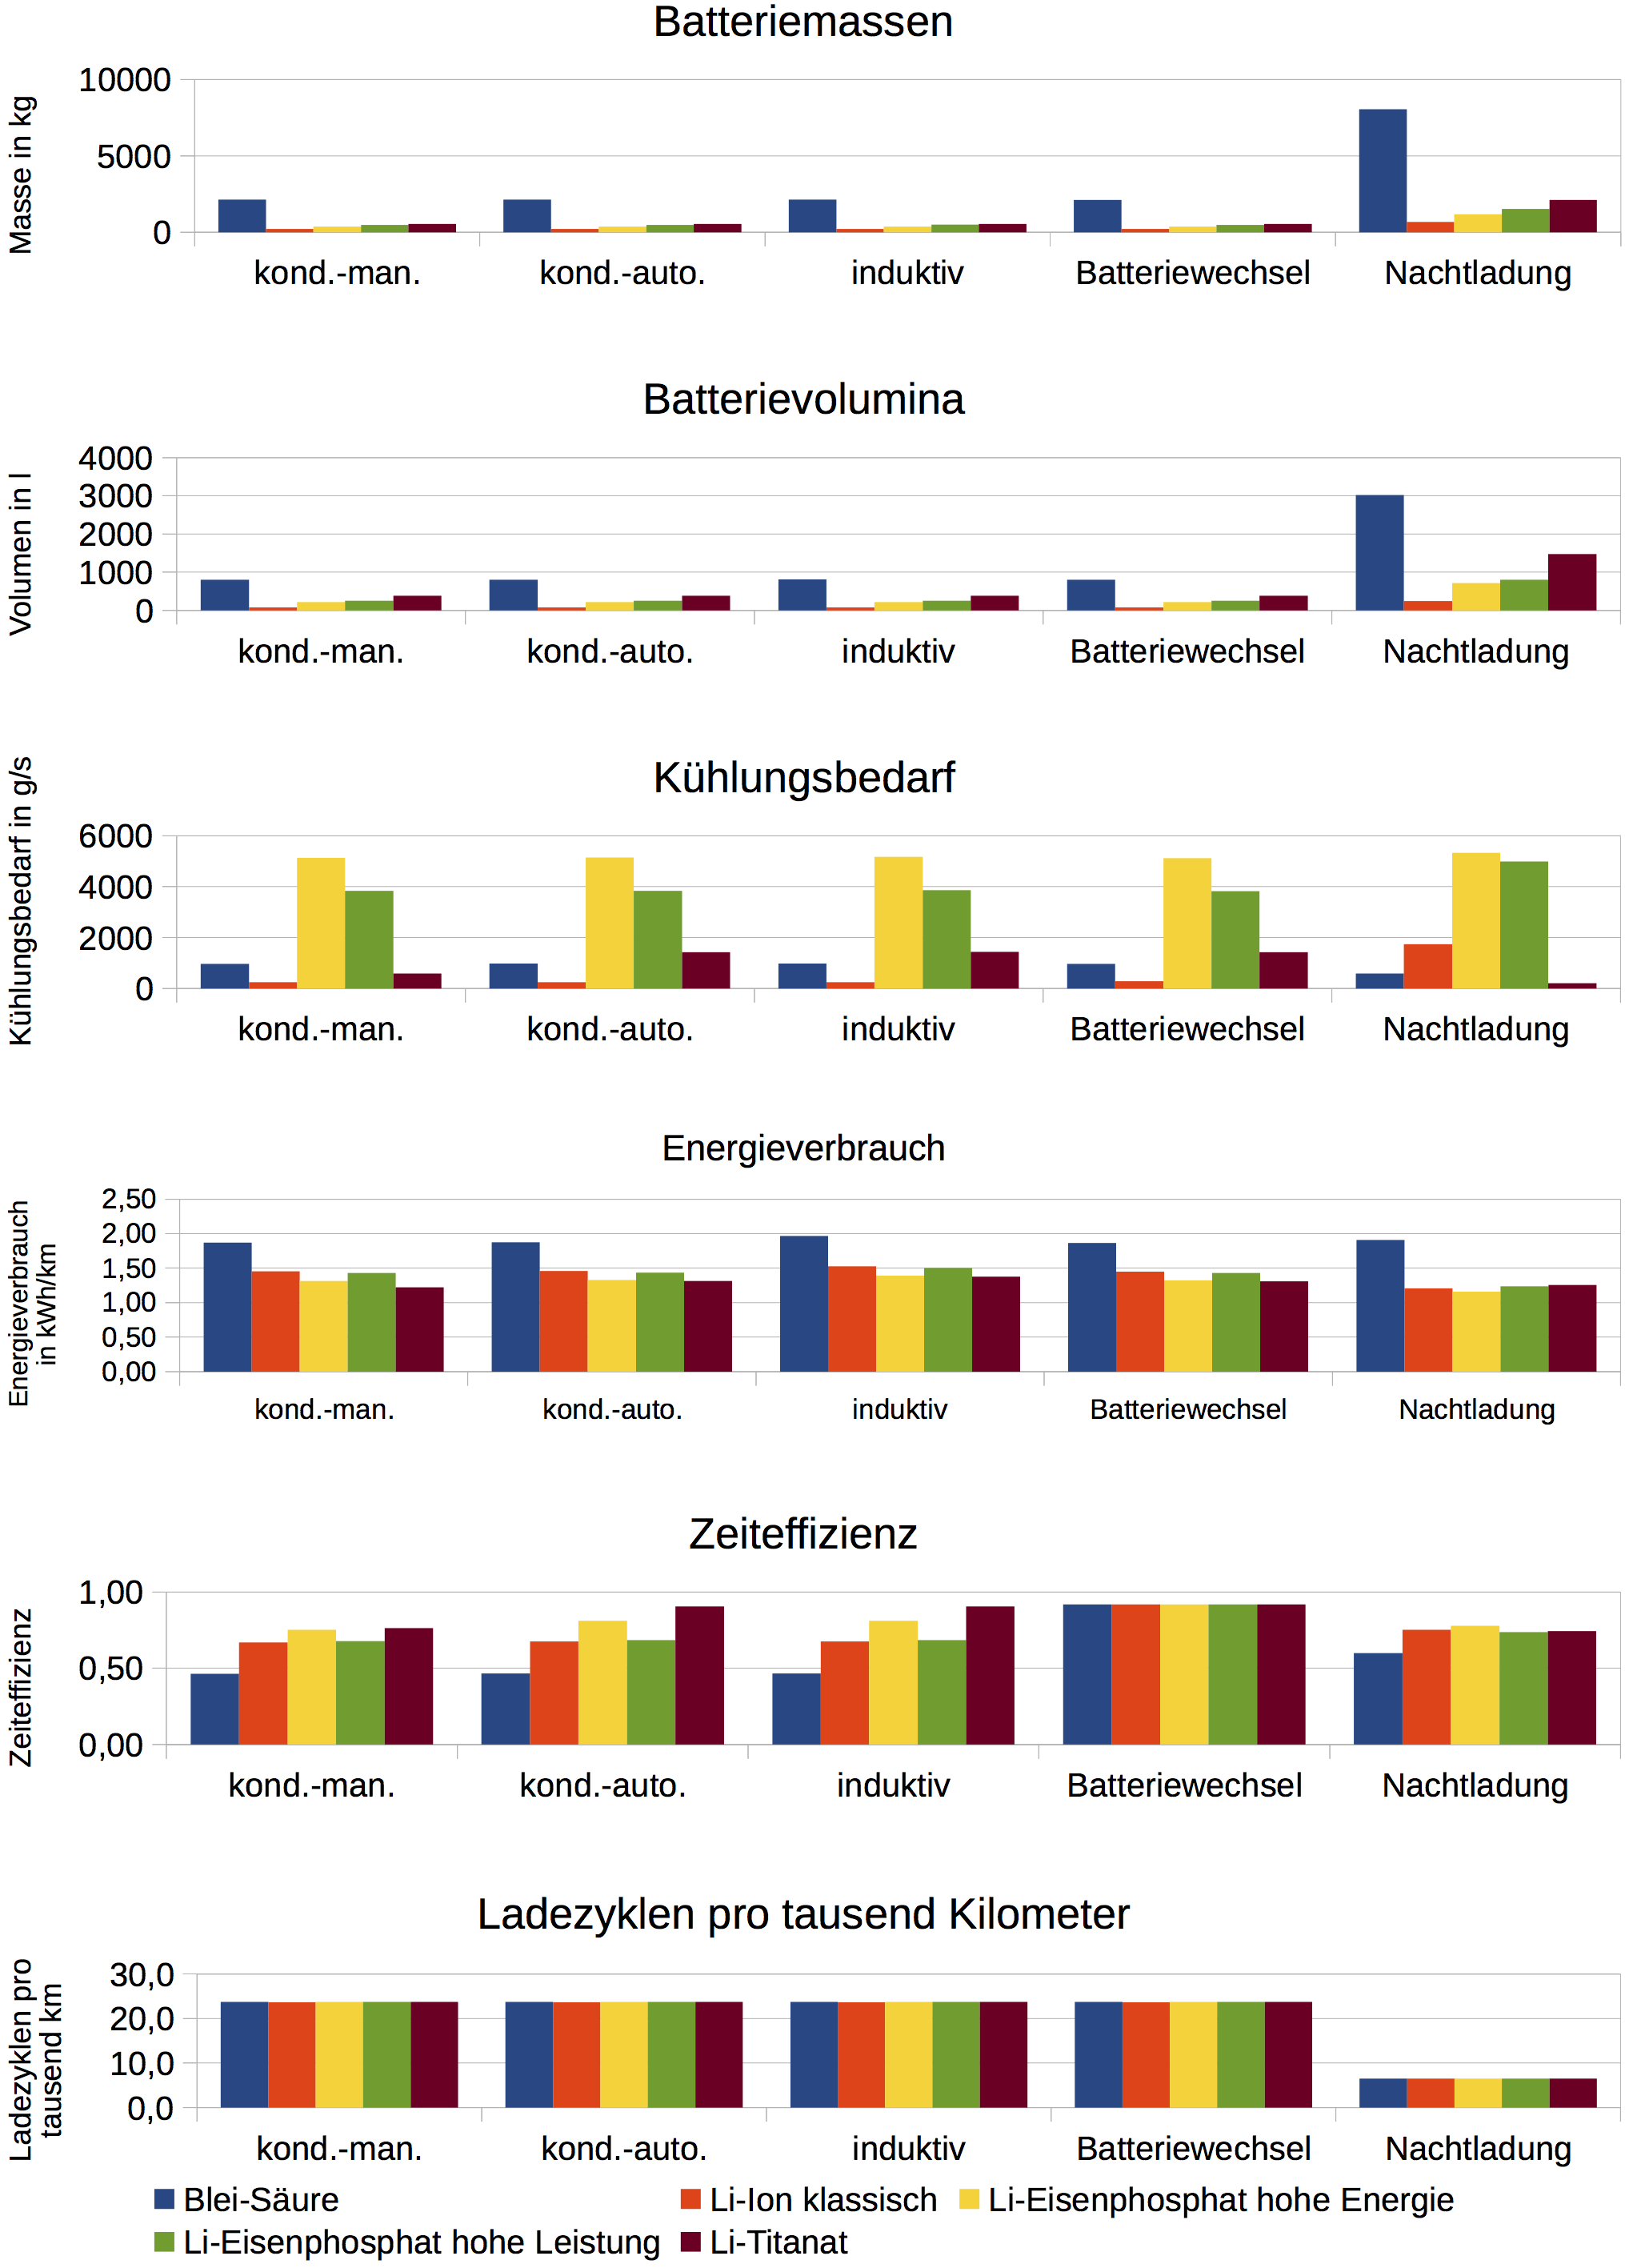 Batteriemassen
Masse in kg
10000
5000
0
kond.-man. kond.-auto. induktiv Batteriewechsel Nachtladung
Batterievolumina
Volumen in l
4000
3000
2000
1000
0
kond.-man. kond.-auto. induktiv Batteriewechsel Nachtladung
Kühlungsbedarf
Kühlungsbedarf in g/s
6000
4000
2000
0
kond.-man. kond.-auto. induktiv Batteriewechsel Nachtladung
Energieverbrauch
Energieverbrauch
in kWh/km
2,50
2,00
1,50
1,00
0,50
0,00
kond.-man. kond.-auto. induktiv Batteriewechsel Nachtladung
Zeiteffizienz
Zeiteffizienz
1,00
0,50
0,00
kond.-man. kond.-auto. induktiv Batteriewechsel Nachtladung
Ladezyklen pro tausend Kilometer
Ladezyklen pro
tausend km
30,0
20,0
10,0
0,0
kond.-man. kond.-auto. induktiv Batteriewechsel Nachtladung
Blei-Säure Li-Ion klassisch Li-Eisenphosphat hohe Energie
Li-Eisenphosphat hohe Leistung Li-Titanat